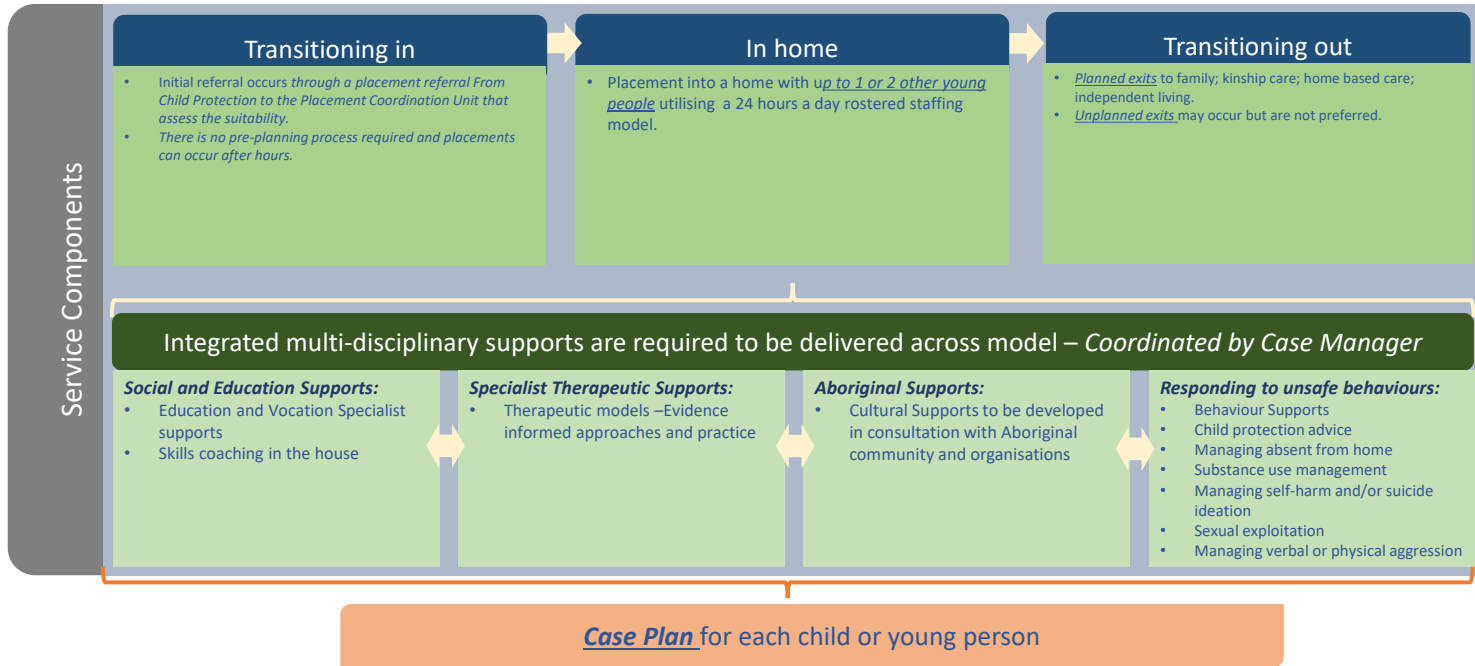 Service Components
Transitioning in
• Initial referral occurs through a placement referral From
Child Protection to the Placement Coordination Unit that
assess the suitability.
• There is no pre-planning process required and placements
can occur after hours.
In home
• Placement into a home with up to 1 or 2 other young
people utilising a 24 hours a day rostered staffing
model.
Transitioning out
• Planned exits to family; kinship care; home based care;
independent living.
• Unplanned exits may occur but are not preferred.
Integrated multi-disciplinary supports are required to be delivered across model – Coordinated by Case Manager
Social and Education Supports:
• Education and Vocation Specialist
supports
• Skills coaching in the house
Specialist Therapeutic Supports:
• Therapeutic models –Evidence
informed approaches and practice
Aboriginal Supports:
• Cultural Supports to be developed
in consultation with Aboriginal
community and organisations
Responding to unsafe behaviours:
• Behaviour Supports
• Child protection advice
• Managing absent from home
• Substance use management
• Managing self-harm and/or suicide
ideation
• Sexual exploitation
• Managing verbal or physical aggression
Case Plan for each child or young person